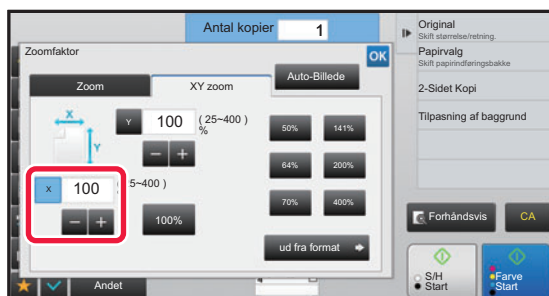 Antal kopier 1
Original
Skift størrelse/retning.
Papirvalg
Skift papirindføringsbakke
2-Sidet Kopi
Tilpasning af baggrund
Zoomfaktor
OK
Zoom
XY zoom
Auto-Billede
X
Y
Y 100 (25~400)
%
50% 141%
64% 200%
70% 400%
X 100 5~400)
100%
ud fra format
Forhåndsvis
CA
S/H
Start
Farve
Start
Andet